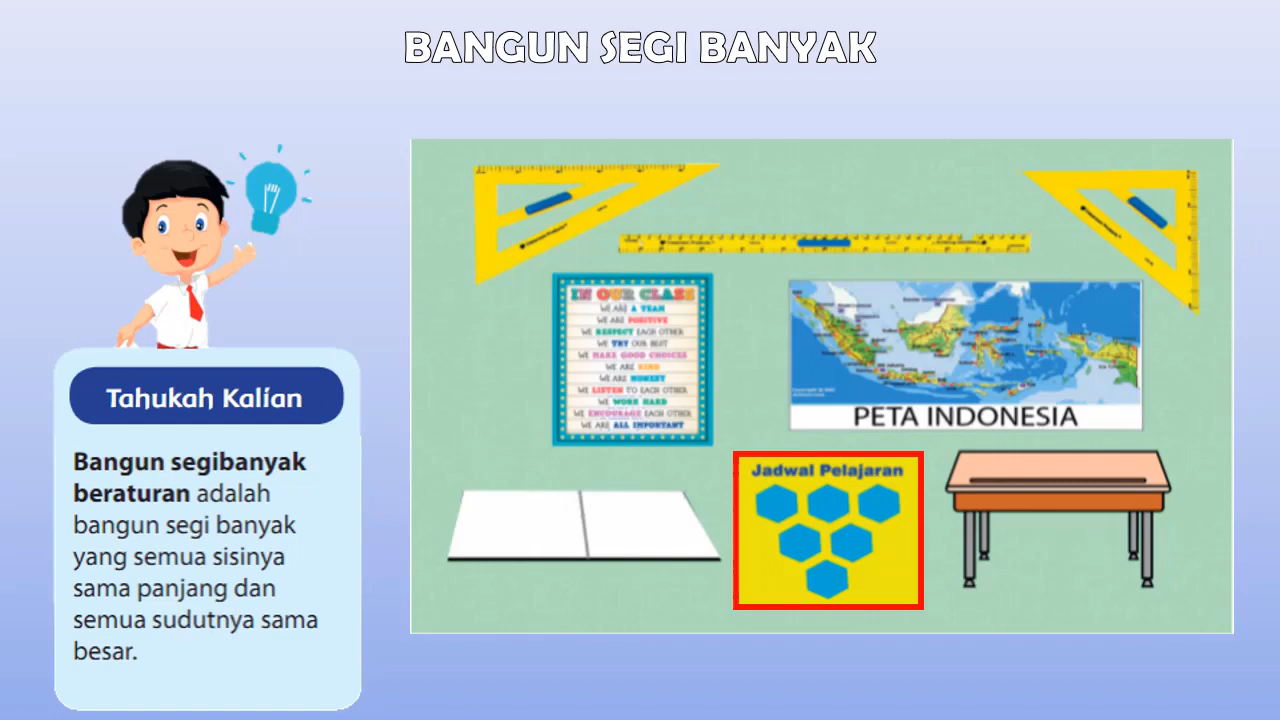 BANGUN SEGI BANYAK
Tahukah Kalian
Bangun segibanyak
beraturan adalah
bangun segi banyak
yang semua sisinya
sama panjang dan
semua sudutnya sama
besar.
IN OUR CLASS
WE ARE A TEAM
WE ARE POSITIVE
WE RESPECT EACH OTHER
WE TRY OUR BEST
WE MAKE GOOD CHOICES
WE ARE KIND
WE ARE HONEST
WE LISTEN TO EACH OTHER
WE WORK HARD
WE ENCOURAGE EACH OTHER
WE ARE ALL IMPORTANT
PETA INDONESIA
Jadwal Pelajaran